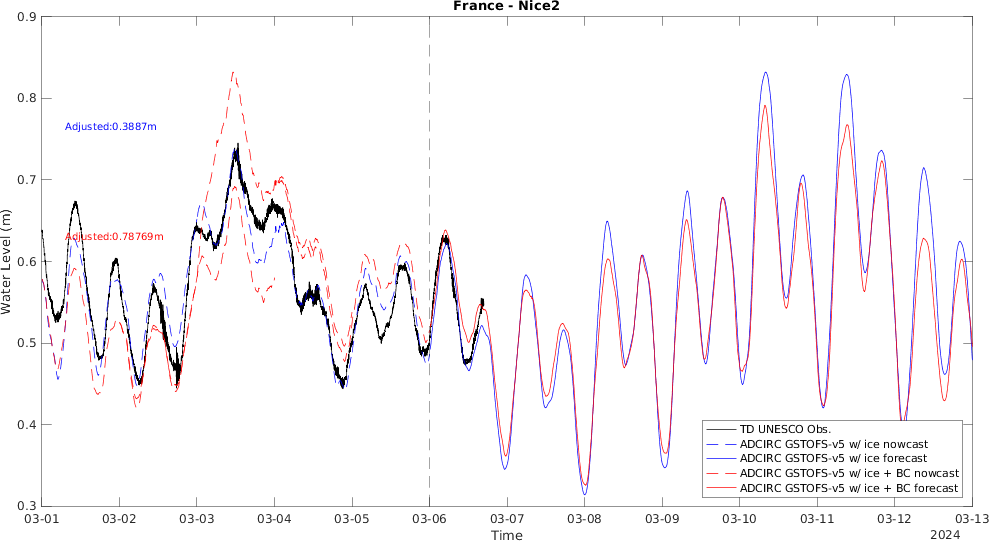 France - Nice2
0.9
0.8
0.7
0.6
0.5
0.4
0.3
Water Level (m)
Adjusted:0.3887m
Adjusted:0.78769m
TD UNESCO Obs.
ADCIRC GSTOFS-v5 w/ ice nowcast
ADCIRC GSTOFS-v5 w/ ice forecast
ADCIRC GSTOFS-v5 w/ ice + BC nowcast
ADCIRC GSTOFS-v5 w/ ice + BC forecast
03-01 03-02 03-03 03-04 03-05 03-06 03-07 03-08 03-09 03-10 03-11 03-12 03-13
Time
2024